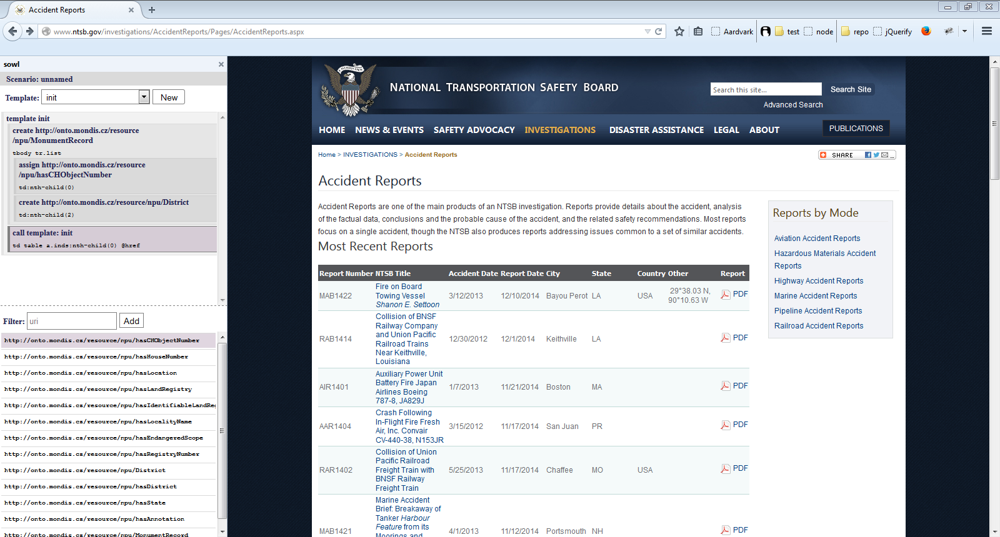 Accident Reports
www.ntsb.gov/investigations/AccidentReports/Pages/AccidentReports.aspx
Aardvark
test
node
repo
jQuerify
sowl
Scenario: unnamed
Template:
init
New
template init
create http://onto.mondis.cz/resource
/npu/MonumentRecord
tbody tr.list
assign http://onto.mondis.cz/resource
/npu/hasCHObjectNumber
td:nth-child(0)
create http://onto.mondis.cz/resource/npu/District
td:nth-child(2)
call template: init
td table a.inds:nth-child(0) @href
Filter:
uri
Add
http://onto.mondis.cz/resource/npu/hasCHObjectNumber
http://onto.mondis.cz/resource/npu/hasHouseNumber
http://onto.mondis.cz/resource/npu/hasLocation
http://onto.mondis.cz/resource/npu/hasLandRegistry
http://onto.mondis.cz/resource/npu/hasIdentifiableLandReg
http://onto.mondis.cz/resource/npu/hasLocalityName
http://onto.mondis.cz/resource/npu/hasEndangeredScope
http://onto.mondis.cz/resource/npu/hasRegistryNumber
http://onto.mondis.cz/resource/npu/District
http://onto.mondis.cz/resource/npu/hasDistrict
http://onto.mondis.cz/resource/npu/hasState
http://onto.mondis.cz/resource/npu/hasAnnotation
http://onto.mondis.cz/resource/npu/MonumentRecord
NATIONAL TRANSPORTATION SAFETY BOARD
Search this site...
Search Site
Advanced Search
HOME NEWS & EVENTS SAFETY ADVOCACY INVESTIGATIONS DISASTER ASSISTANCE LEGAL ABOUT
PUBLICATIONS
Home > INVESTIGATIONS > Accident Reports
SHARE ...
Accident Reports
Accident Reports are one of the main products of an NTSB investigation. Reports provide details about the accident, analysis
of the factual data, conclusions and the probable cause of the accident, and the related safety recommendations. Most reports
focus on a single accident, though the NTSB also produces reports addressing issues common to a set of similar accidents.
Most Recent Reports
Report Number NTSB Title Accident Date Report Date City State Country Other Report
MAB1422
Fire on Board
Towing Vessel
Shanon E. Settoon
3/12/2013 12/10/2014 Bayou Perot LA USA
29°38.03 N,
90°10.63 W
PDF
RAB1414
Collision of BNSF
Railway Company
and Union Pacific
Railroad Trains
Near Keithville,
Louisiana
12/30/2012 12/1/2014 Keithville LA
PDF
AIR1401
Auxiliary Power Unit
Battery Fire Japan
Airlines Boeing
787-8, JA829J
1/7/2013 11/21/2014 Boston MA
PDF
AAR1404
Crash Following
In-Flight Fire Fresh
Air, Inc. Convair
CV-440-38, N153JR
3/15/2012 11/17/2014 San Juan PR
PDF
RAR1402
Collision of Union
Pacific Railroad
Freight Train with
BNSF Railway
Freight Train
5/25/2013 11/17/2014 Chaffee MO USA
PDF
MAB1421
Marine Accident
Brief: Breakaway of
Tanker Harbour
Feature from its
Moorings and
4/1/2013 11/12/2014 Portsmouth NH
PDF
Reports by Mode
Aviation Accident Reports
Hazardous Materials Accident
Reports
Highway Accident Reports
Marine Accident Reports
Pipeline Accident Reports
Railroad Accident Reports